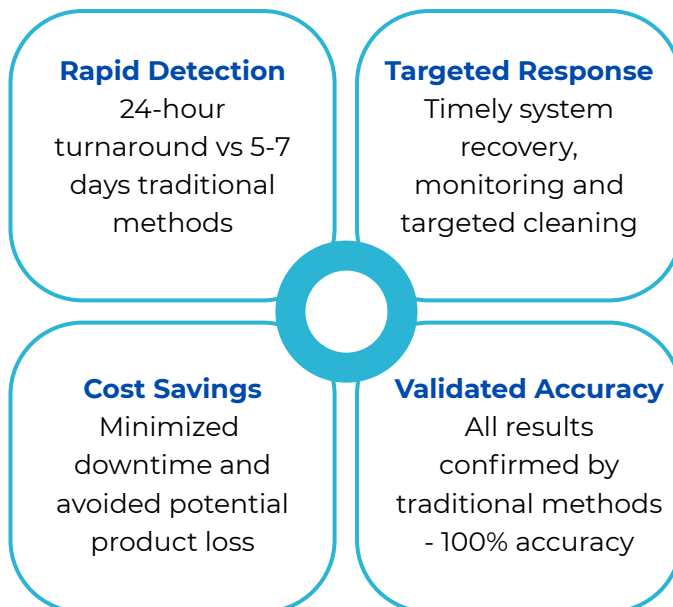 Rapid Detection
24-hour
turnaround vs 5-7
days traditional
methods
Targeted Response
Timely system
recovery,
monitoring and
targeted cleaning
Cost Savings
Minimized
downtime and
avoided potential
product loss
Validated Accuracy
All results
confirmed by
traditional methods
- 100% accuracy